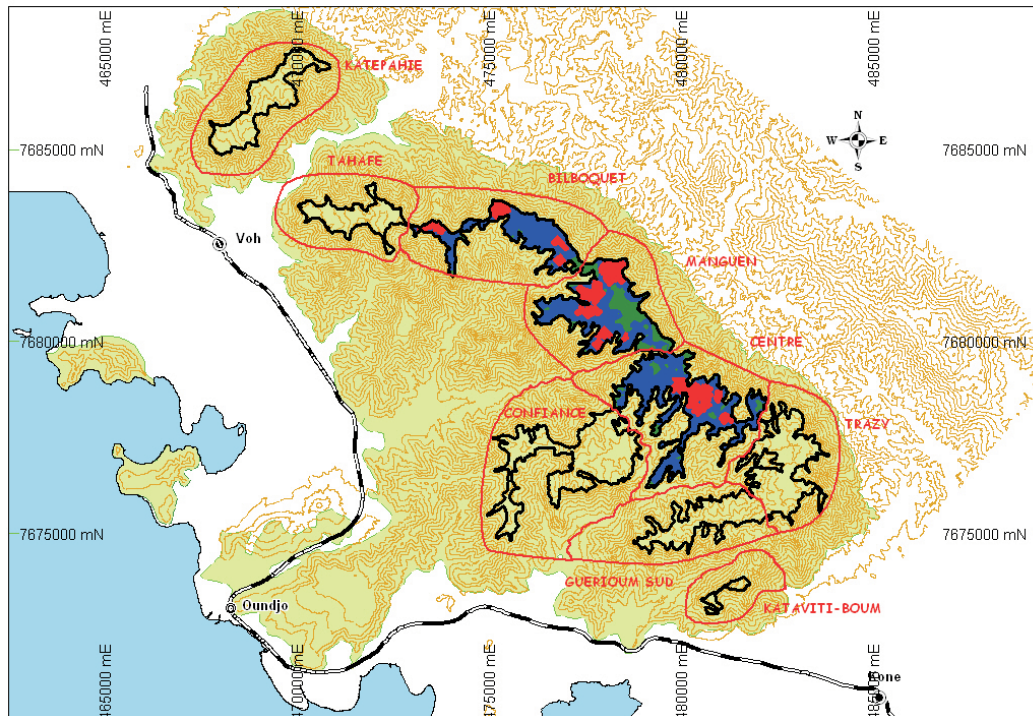 465000 mE
470000 mE
475000 mE
480000 mE
485000 mE
KATEPAHIE
N
W E
S
7685000 mN
7685000 mN
TAHAFE
BILBOQUET
Voh
MANGUEN
7680000 mN
7680000 mN
CENTRE
CONFIANCE
TRAZY
7675000 mN
7675000 mN
GUERIOUM SUD
Oundjo
KATAVITI-BOUM
465000 mE
470000 mE
475000 mE
480000 mE
485000 mE
Kone